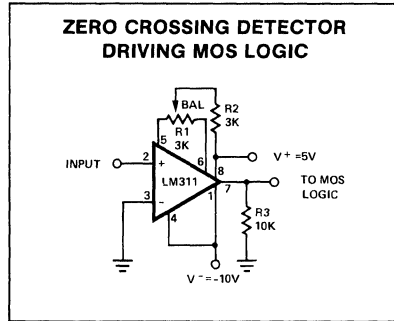 ZERO CROSSING DETECTOR
DRIVING MOS LOGIC
BAL
R1
3K
R2
3K
5
6
INPUT
2
+
LM311
8
V+ =5V
3
−
1
7
TO MOS
LOGIC
4
R3
10K
V−=-10V